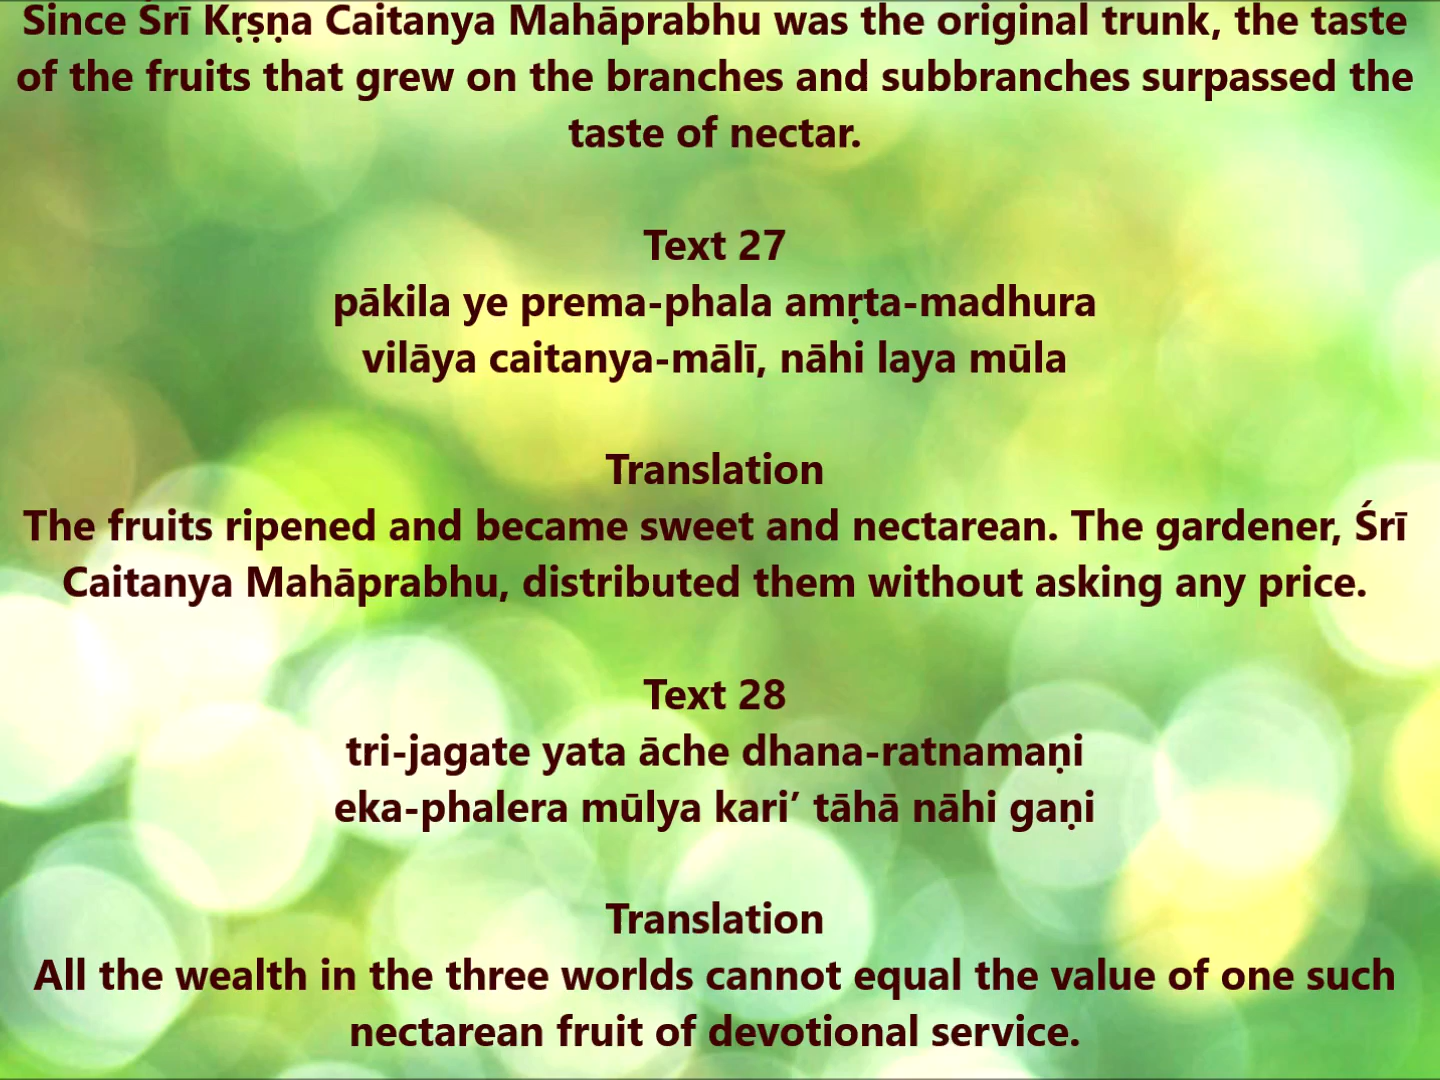 Since Śrī Kṛṣṇa Caitanya Mahāprabhu was the original trunk, the taste
of the fruits that grew on the branches and subbranches surpassed the
taste of nectar.
Text 27
pākila ye prema-phala amṛta-madhura
vilāya caitanya-mālī, nāhi laya mūla
Translation
The fruits ripened and became sweet and nectarean. The gardener, Śrī
Caitanya Mahāprabhu, distributed them without asking any price.
Text 28
tri-jagate yata āche dhana-ratnamaṇi
eka-phalera mūlya kari’ tāhā nāhi gaṇi
Translation
All the wealth in the three worlds cannot equal the value of one such
nectarean fruit of devotional service.